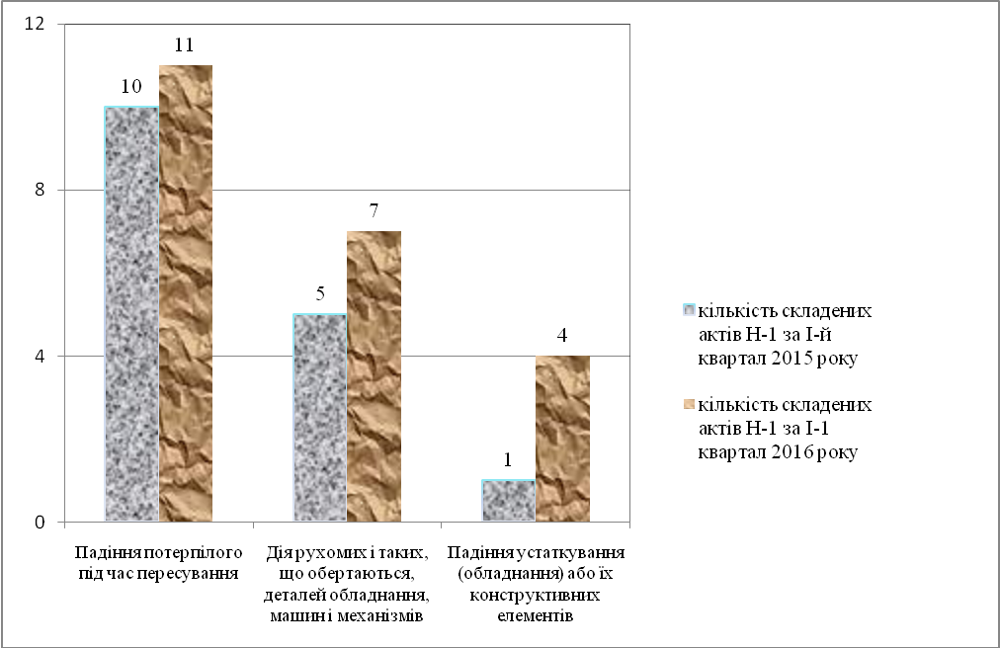 12
11
10
8
7
5
4
4
1
0
Падіння потерпілого
під час пересування
Дія рухомих і таких,
що обертаються,
деталей обладнання,
машин і механізмів
Падіння устаткування
(обладнання) або їх
конструктивних
елементів
кількість складених
актів Н-1 за І-й
квартал 2015 року
кількість складених
актів Н-1 за І-1
квартал 2016 року